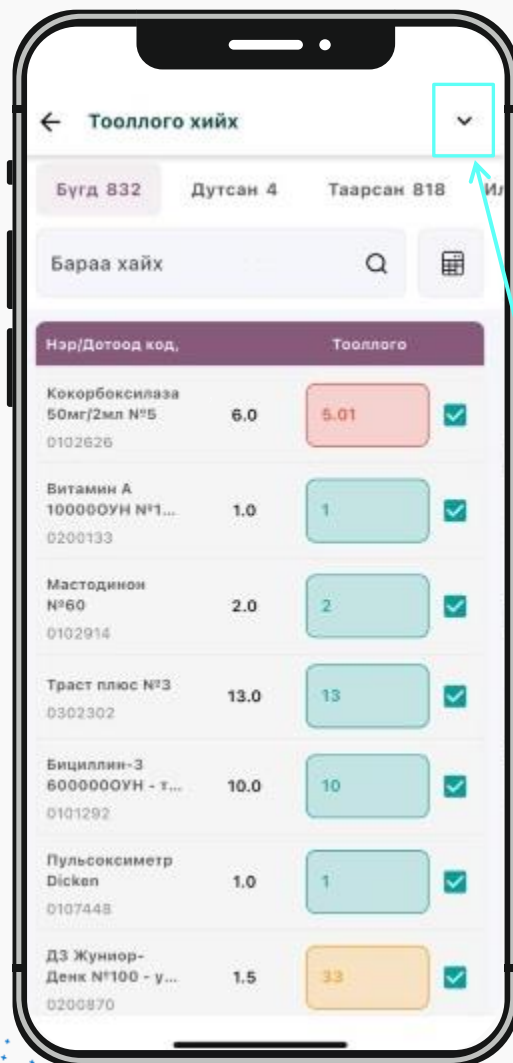 Тооллого хийх
Бүгд 832 Дутсан 4 Таарсан 818 Ил
Бараа хайх
Нэр/Дотоод код, Тооллого
Кокорбоксилаза
50мг/2мл №5 6.0 5.01
0102626
Витамин А
100000ҮН №1... 1.0 1
0200133
Мастодинон
№60 2.0 2
0102914
Траст плюс №3 13.0 13
0302302
Бициллин-3
600000ОҮН - т... 10.0 10
0101292
Пульсоксиметр
Dicken 1.0 1
0107448
Д3 Жуниор-
Денк №100 - у... 1.5 33
0200870